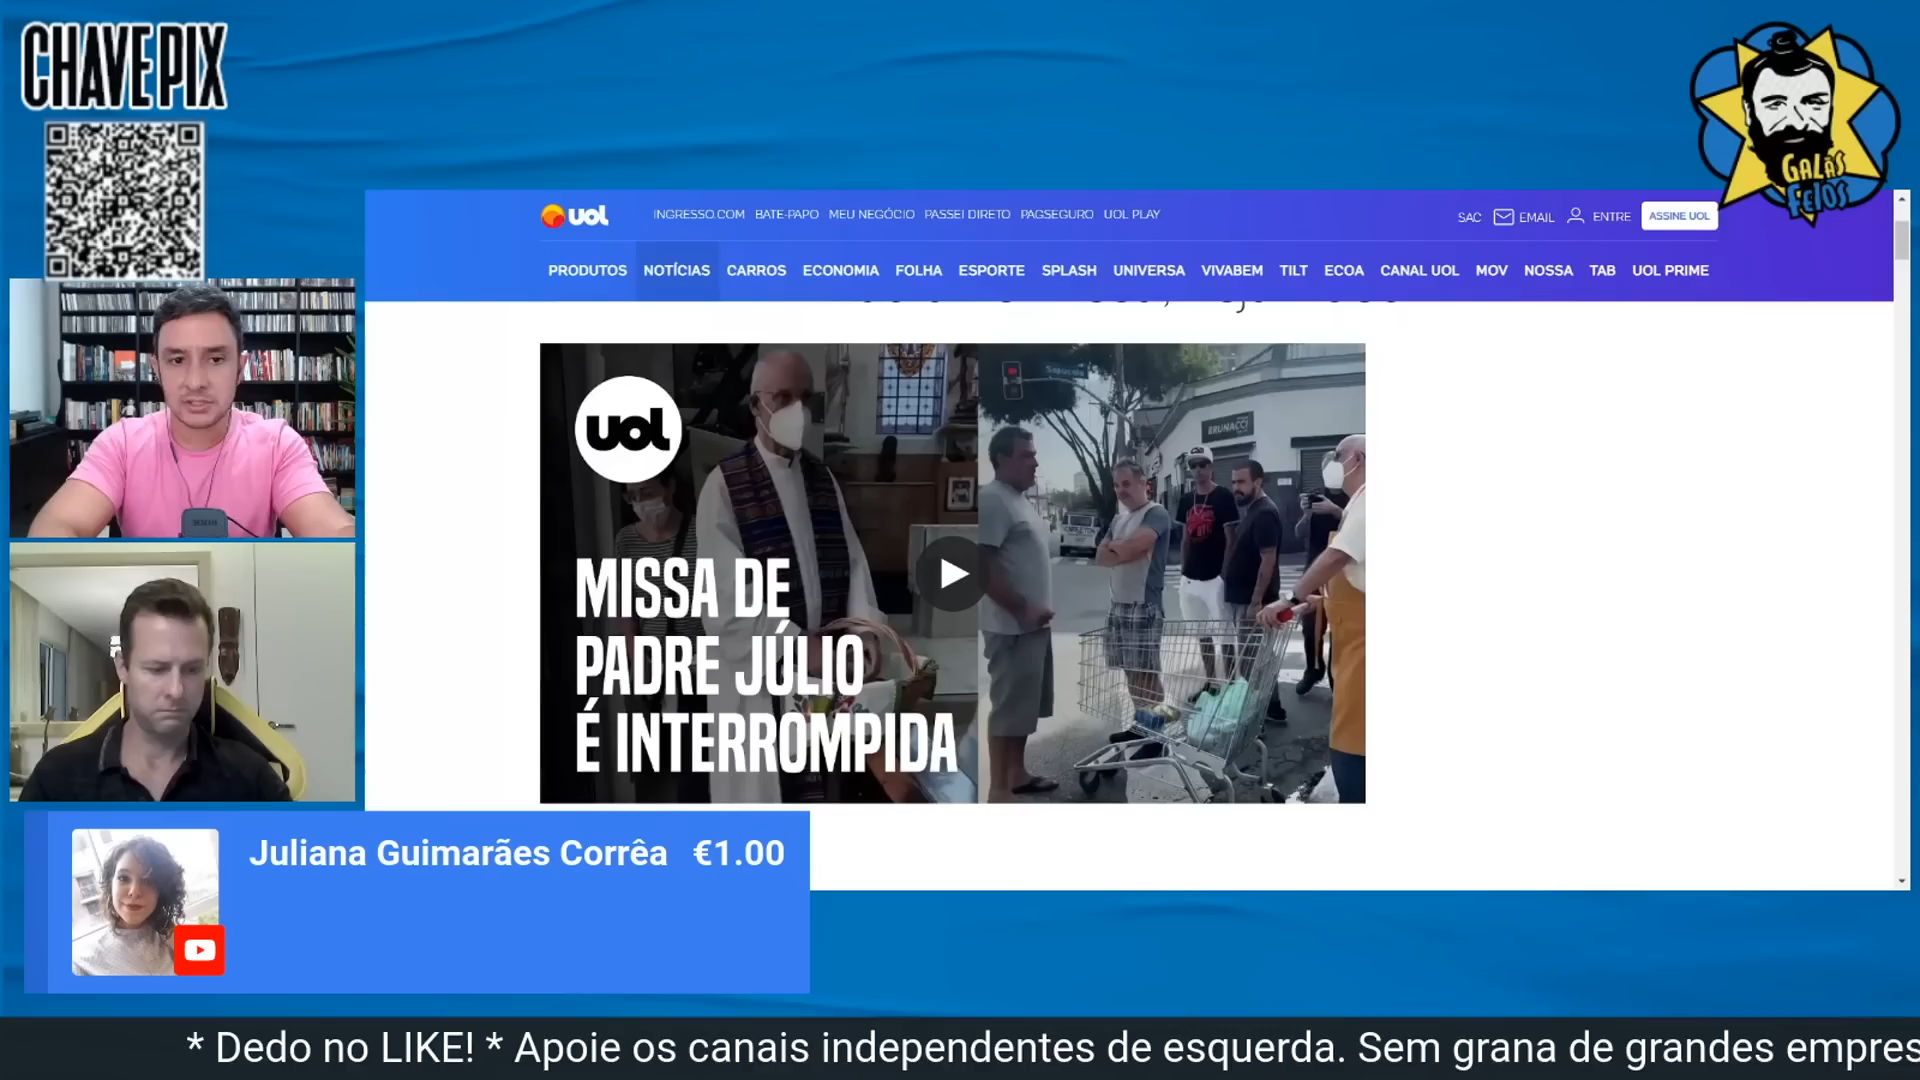 CHAVE PIX
GALÃS
FEIOS
uol
INGRESSO.COM BATE-PAPO MEU NEGÓCIO PASSEI DIRETO PAGSEGURO UOL PLAY
SAC EMAIL ENTRE ASSINE UOL
PRODUTOS NOTÍCIAS CARROS ECONOMIA FOLHA ESPORTE SPLASH UNIVERSA VIVABEM TILT ECOA CANAL UOL MOV NOSSA TAB UOL PRIME
uol
Sapucaia
BRUNACCI
MISSA DE
PADRE JÚLIO
É INTERROMPIDA
Juliana Guimarães Corrêa €1.00
* Dedo no LIKE! * Apoie os canais independentes de esquerda. Sem grana de grandes empres